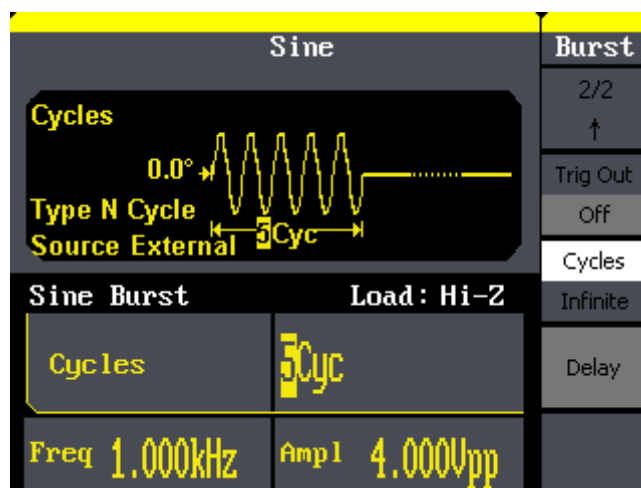 Sine
Cycles
0.0°
Type N Cycle
Source External
5Cyc
Sine Burst Load: Hi-Z
Cycles 5Cyc
Freq 1.000kHz Ampl 4.000Vpp
Burst
2/2
↑
Trig Out
Off
Cycles
Infinite
Delay